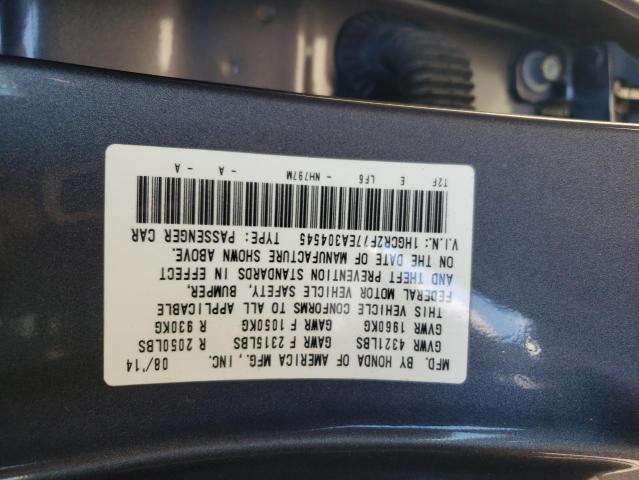 MFD. BY HONDA OF AMERICA MFG., INC. 08/'14
GVWR 4321LBS GAWR F 2315LBS R 2050LBS
GVWR 1960KG GAWR F 1050KG R 930KG
THIS VEHICLE CONFORMS TO ALL APPLICABLE
FEDERAL MOTOR VEHICLE SAFETY, BUMPER,
AND THEFT PREVENTION STANDARDS IN EFFECT
ON THE DATE OF MANUFACTURE SHOWN ABOVE.
V.I.N.: 1HGCR2F77EA304545 TYPE: PASSENGER CAR
T2F: E LF6 - NH797M - A - A